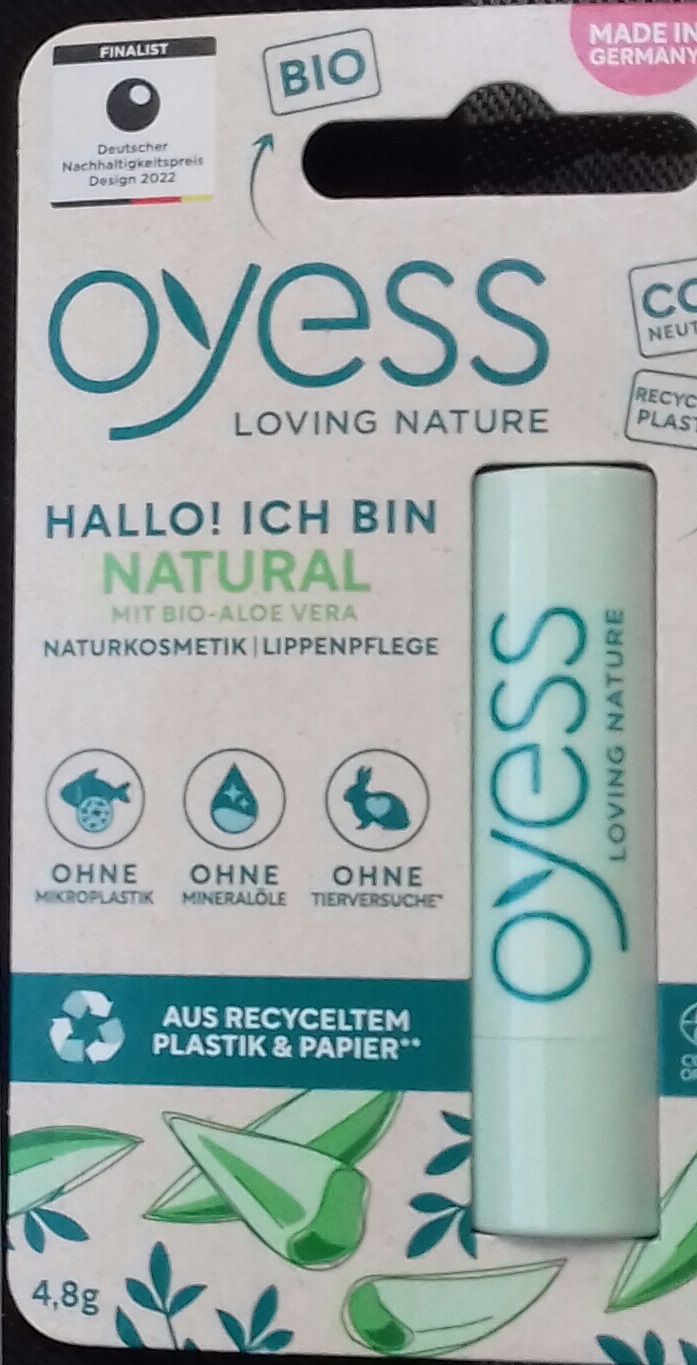 FINALIST
Deutscher
Nachhaltigkeitspreis
Design 2022
BIO
MADE IN
GERMANY
oyess
LOVING NATURE
HALLO! ICH BIN
NATURAL
MIT BIO-ALOE VERA
NATURKOSMETIK | LIPPENPFLEGE
OHNE
MIKROPLASTIK
OHNE
MINERALÖLE
OHNE
TIERVERSUCHE*
AUS RECYCELTEM
PLASTIK & PAPIER**
oyess
LOVING NATURE
4,8g